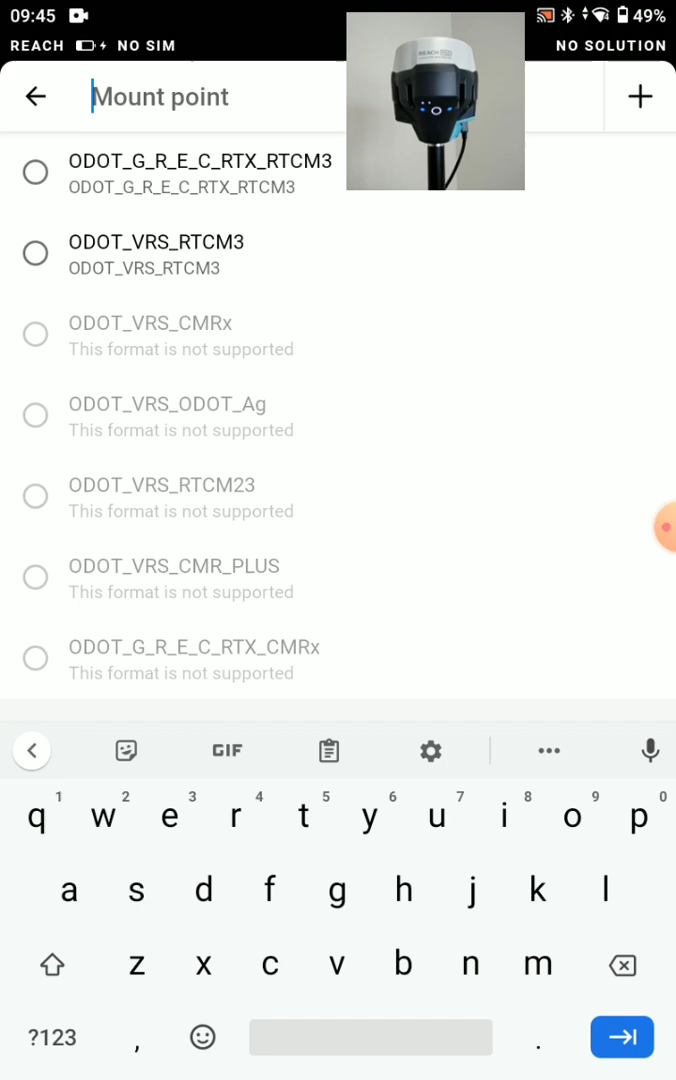 09:45 49%
REACH NO SIM NO SOLUTION
Mount point
REACH
ODOT_G_R_E_C_RTX_RTCM3
ODOT_G_R_E_C_RTX_RTCM3
ODOT_VRS_RTCM3
ODOT_VRS_RTCM3
ODOT_VRS_CMRx
This format is not supported
ODOT_VRS_ODOT_Ag
This format is not supported
ODOT_VRS_RTCM23
This format is not supported
ODOT_VRS_CMR_PLUS
This format is not supported
ODOT_G_R_E_C_RTX_CMRx
This format is not supported
GIF
1 2 3 4 5 6 7 8 9 0
q w e r t y u i o p
a s d f g h j k l
z x c v b n m
?123 , .